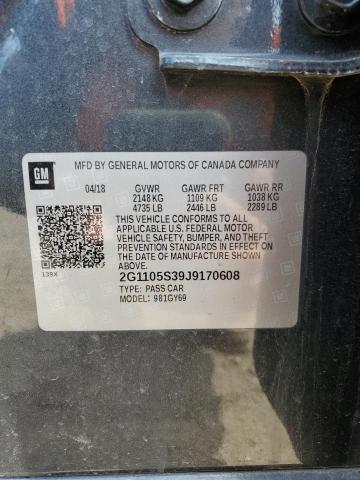 GM
MFD BY GENERAL MOTORS OF CANADA COMPANY
04/18 GVWR GAWR FRT GAWR RR
2148 KG 1109 KG 1038 KG
4735 LB 2446 LB 2289 LB
THIS VEHICLE CONFORMS TO ALL
APPLICABLE U.S. FEDERAL MOTOR
VEHICLE SAFETY, BUMPER, AND THEFT
PREVENTION STANDARDS IN EFFECT
ON THE DATE OF MANUFACTURE SHOWN
ABOVE.
139X
2G1105S39J9170608
TYPE: PASS CAR
MODEL: 981GY69